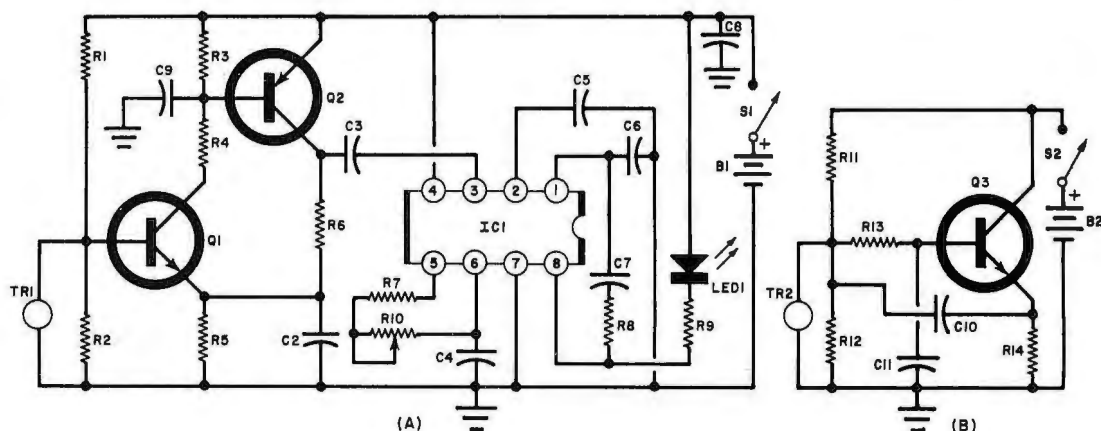 R1
R3
C9
Q2
C8
C5
S1
C3
C6
+
B1
R4
4
3
2
1
Q1
R6
IC1
R11
S2
Q3
+
B2
R13
5
6
7
8
C7
LED1
TR1
R7
TR2
R10
R8
R9
C10
R2
R5
C2
C4
R12
C11
R14
(A)
(B)